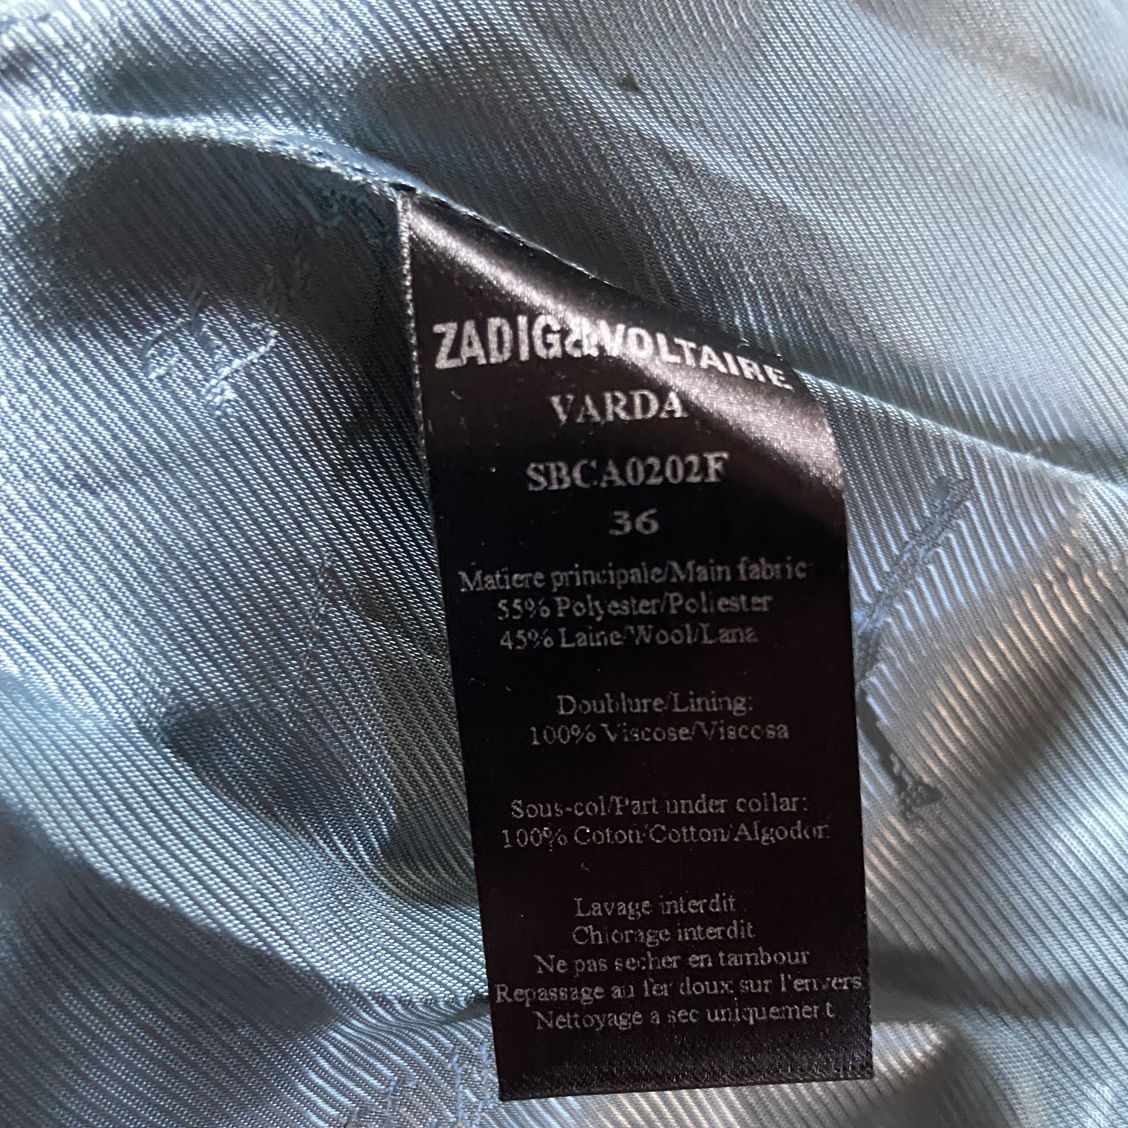 ZADIG&VOLTAIRE
VARDA
SBCA0202F
36
Matiere principale/Main fabric:
55% Polyester/Poliester
45% Laine/Wool/Lana
Doublure/Lining:
100% Viscose/Viscosa
Sous-col/Part under collar:
100% Coton/Cotton/Algodon
Lavage interdit
Chlorage interdit
Ne pas secher en tambour
Repassage au fer doux sur l'envers
Nettoyage a sec uniquement